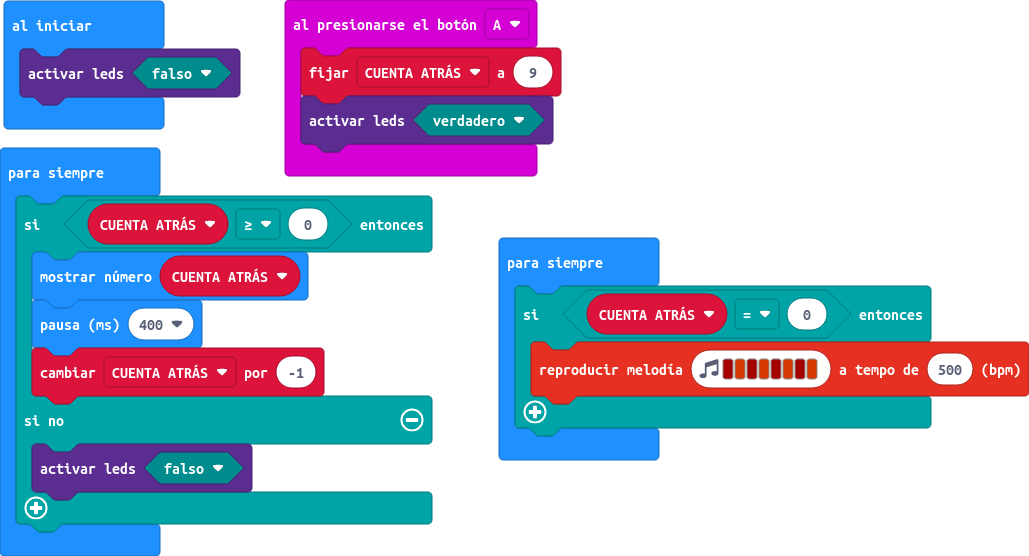 al iniciar
activar leds falso
al presionarse el botón A
fijar CUENTA ATRÁS a 9
activar leds verdadero
para siempre
si CUENTA ATRÁS ≥ 0 entonces
mostrar número CUENTA ATRÁS
pausa (ms) 400
cambiar CUENTA ATRÁS por -1
si no
activar leds falso
para siempre
si CUENTA ATRÁS = 0 entonces
reproducir melodía a tempo de 500 (bpm)